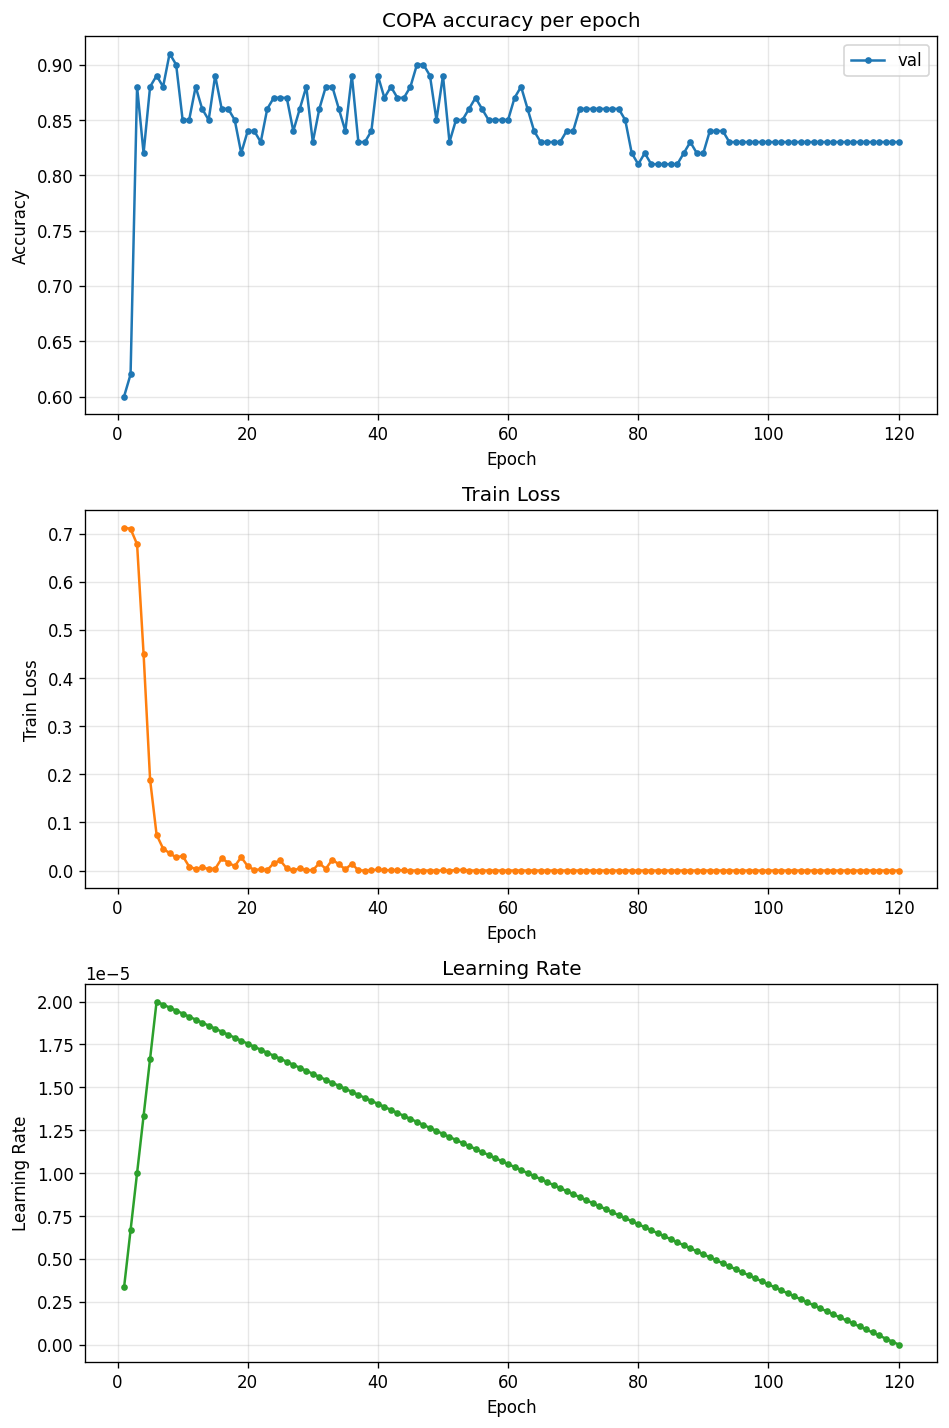 COPA accuracy per epoch
val
Accuracy
0.90
0.85
0.80
0.75
0.70
0.65
0.60
0 20 40 60 80 100 120
Epoch
Train Loss
Train Loss
0.7
0.6
0.5
0.4
0.3
0.2
0.1
0.0
0 20 40 60 80 100 120
Epoch
Learning Rate
1e−5
Learning Rate
2.00
1.75
1.50
1.25
1.00
0.75
0.50
0.25
0.00
0 20 40 60 80 100 120
Epoch